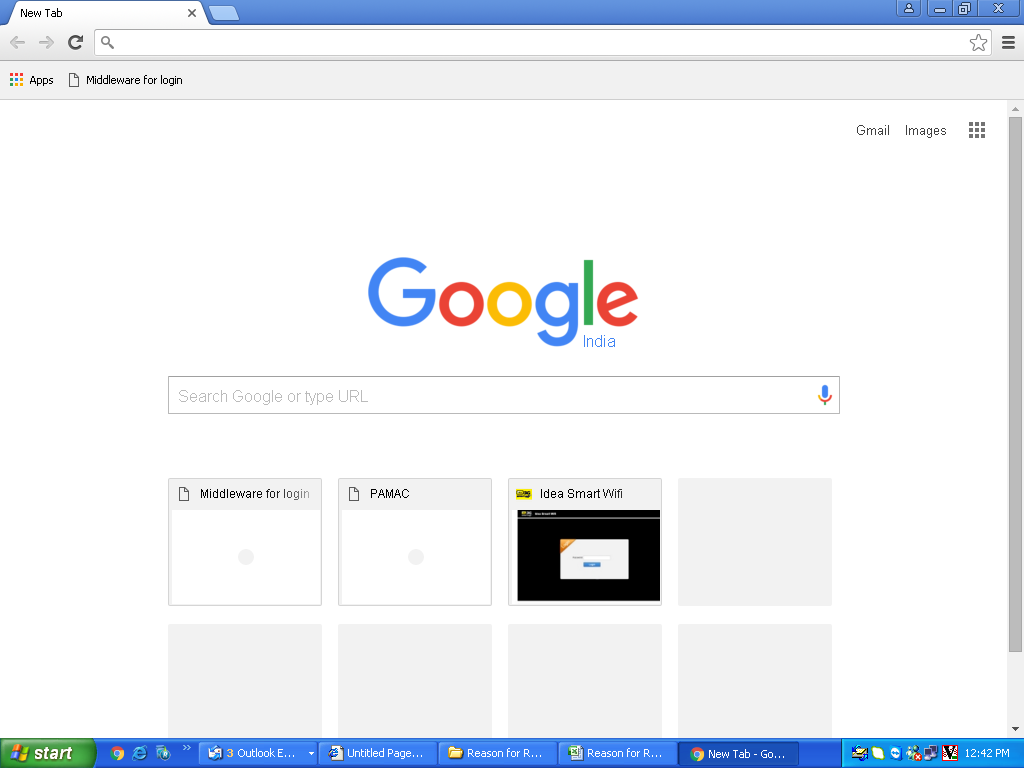 New Tab
Apps
Middleware for login
Gmail Images
Google
India
Search Google or type URL
Middleware for login
PAMAC
Idea Smart Wifi
start
3 Outlook E...
Untitled Page...
Reason for R...
Reason for R...
New Tab - Go...
12:42 PM